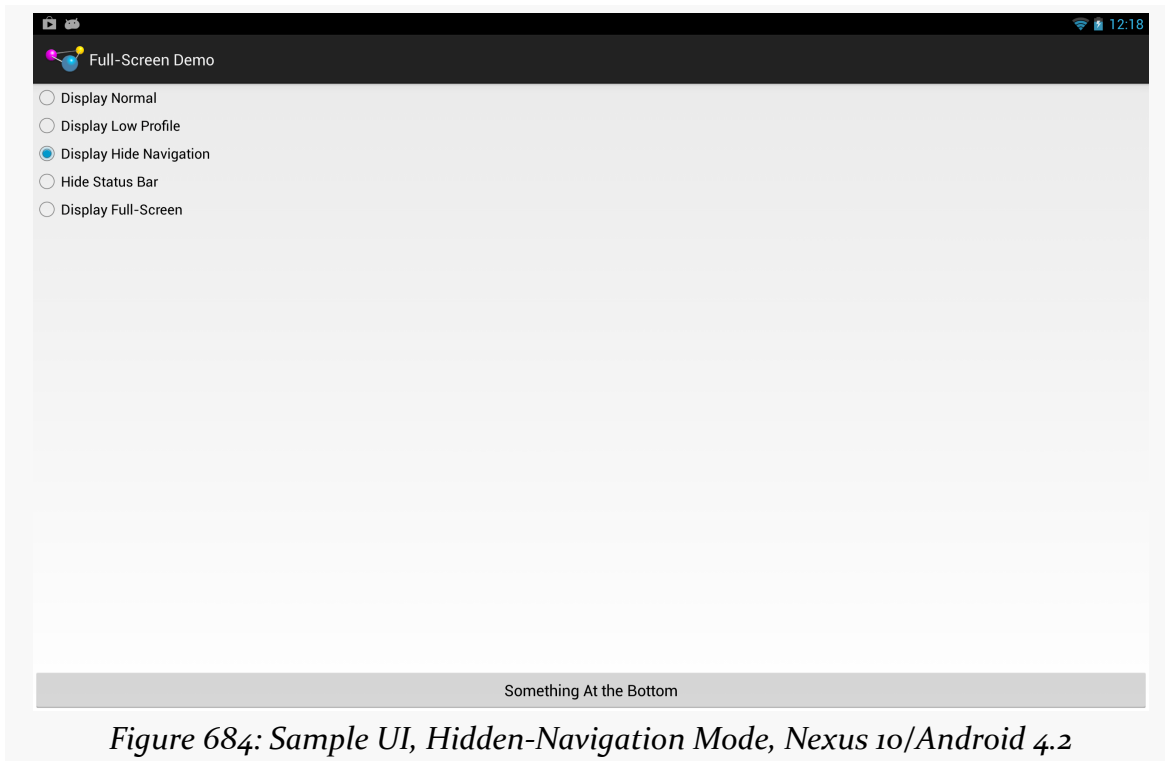 12:18
Full-Screen Demo
Display Normal
Display Low Profile
Display Hide Navigation
Hide Status Bar
Display Full-Screen
Something At the Bottom
Figure 684: Sample UI, Hidden-Navigation Mode, Nexus 10/Android 4.2